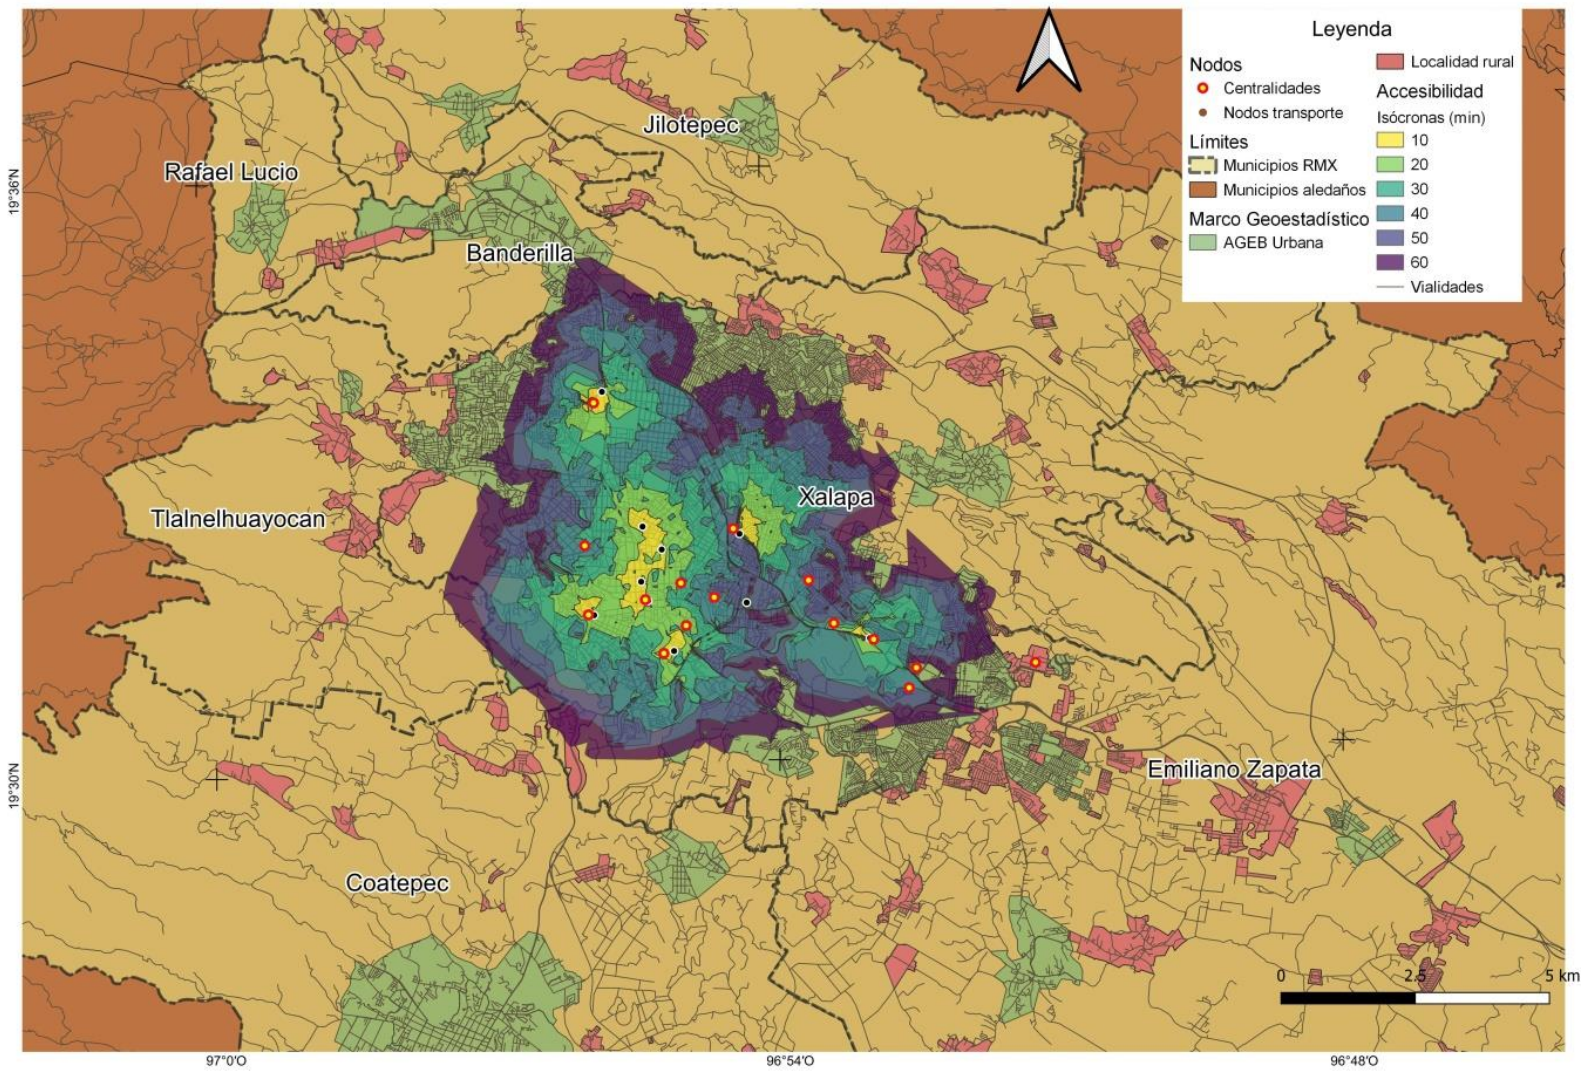 Leyenda
Nodos
Centralidades
Nodos transporte
Límites
Municipios RMX
Municipios aledaños
Marco Geoestadístico
AGEB Urbana
Localidad rural
Accesibilidad
Isócronas (min)
10
20
30
40
50
60
Vialidades
Jilotepec
Rafael Lucio
19°36'N
Banderilla
Xalapa
Tlalnelhuayocan
19°30'N
Emiliano Zapata
Coatepec
0 2.5 5 km
97°0'O 96°54'O 96°48'O